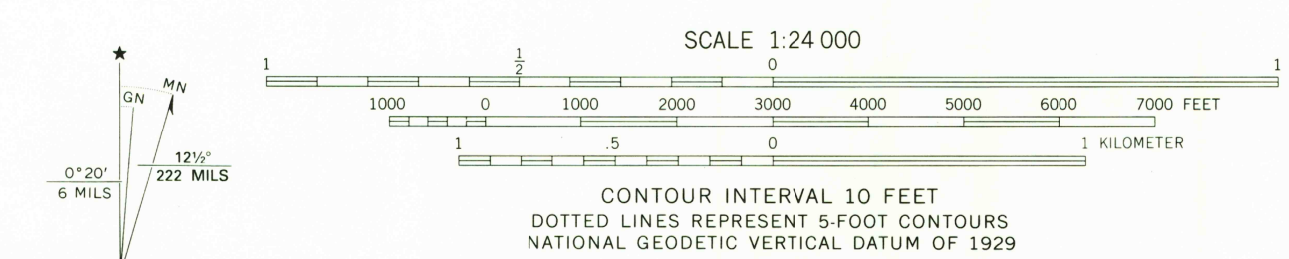 ★
MN
GN
0°20′
6 MILS
12½°
222 MILS
SCALE 1:24 000
1 ½ 0 1
1000 0 1000 2000 3000 4000 5000 6000 7000 FEET
1 .5 0 1 KILOMETER
CONTOUR INTERVAL 10 FEET
DOTTED LINES REPRESENT 5-FOOT CONTOURS
NATIONAL GEODETIC VERTICAL DATUM OF 1929